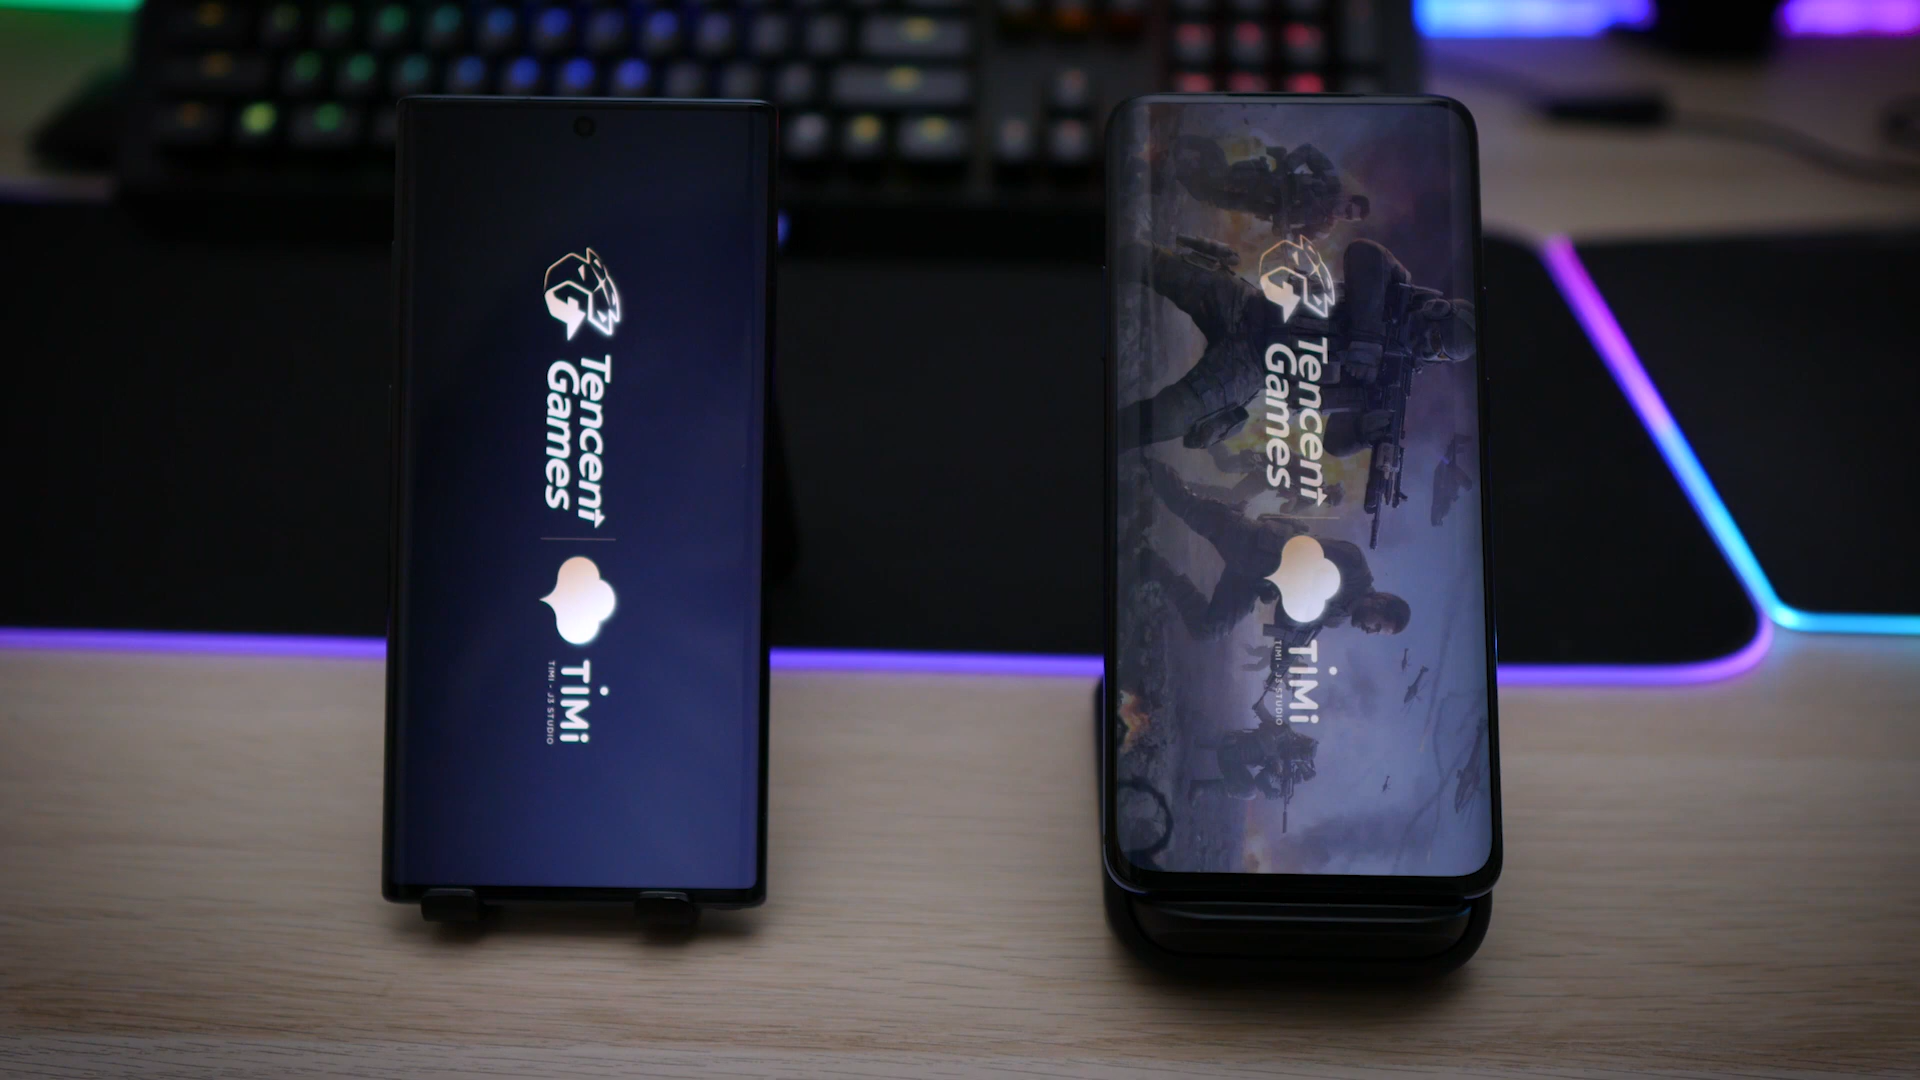 Tencent
Games
TiMi
TIMI - J3 STUDIO
Tencent
Games
TiMi
TIMI - J3 STUDIO